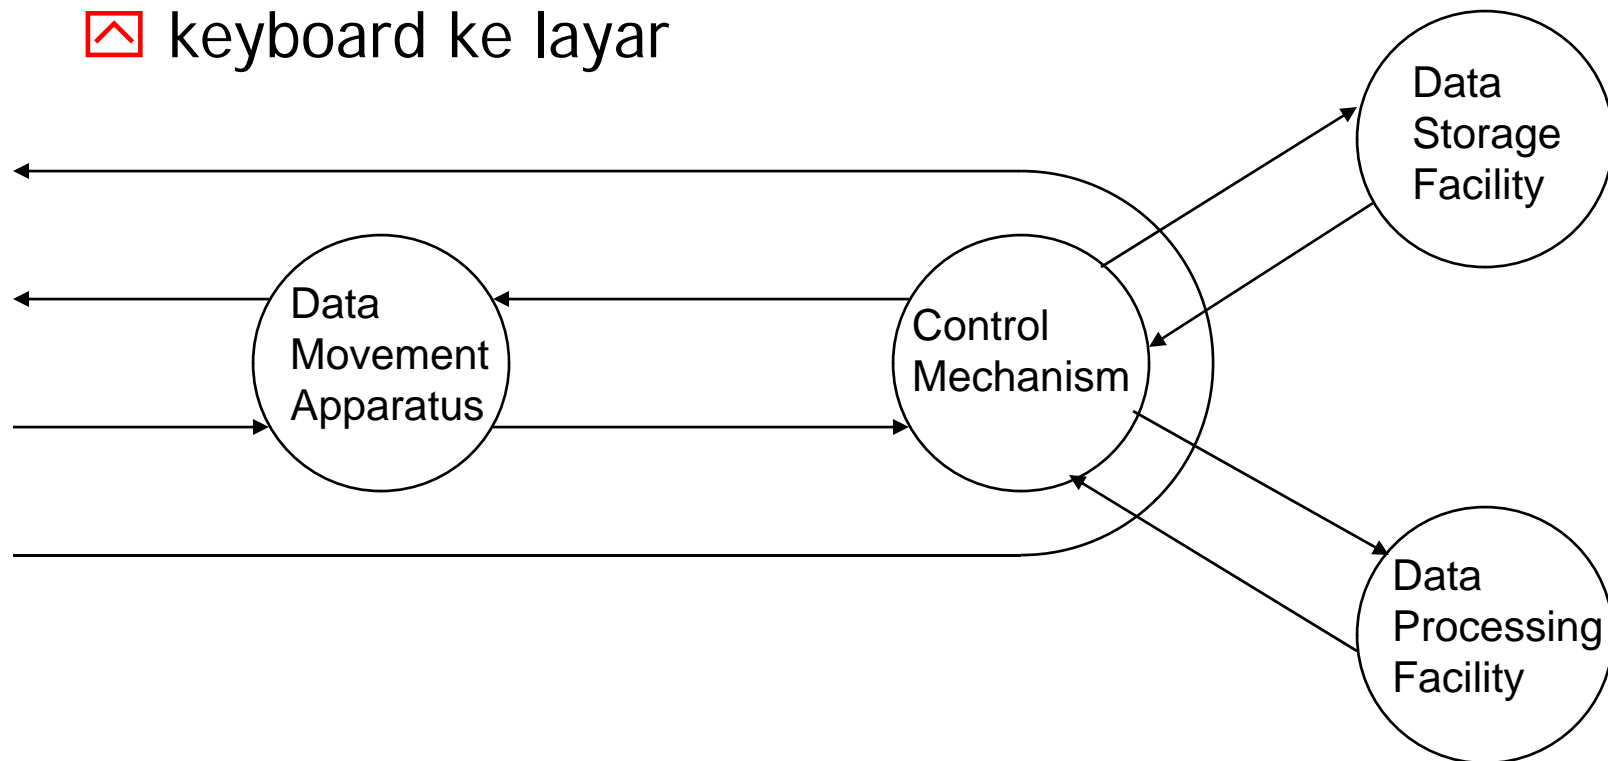 keyboard ke layar
Data
Storage
Facility
Data
Movement
Apparatus
Control
Mechanism
Data
Processing
Facility